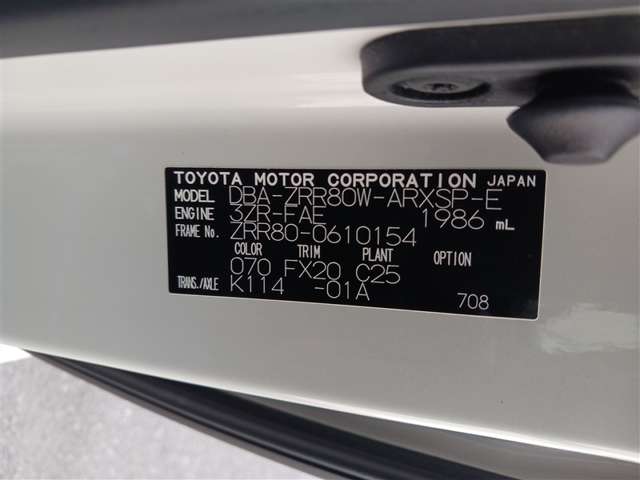 TOYOTA MOTOR CORPORATION JAPAN
MODEL DBA-ZRR80W-ARXSP-E
ENGINE 3ZR-FAE 1986 mL
FRAME No. ZRR80-0610154
COLOR TRIM PLANT OPTION
070 FX20 C25
TRANS./AXLE K114 -01A
708